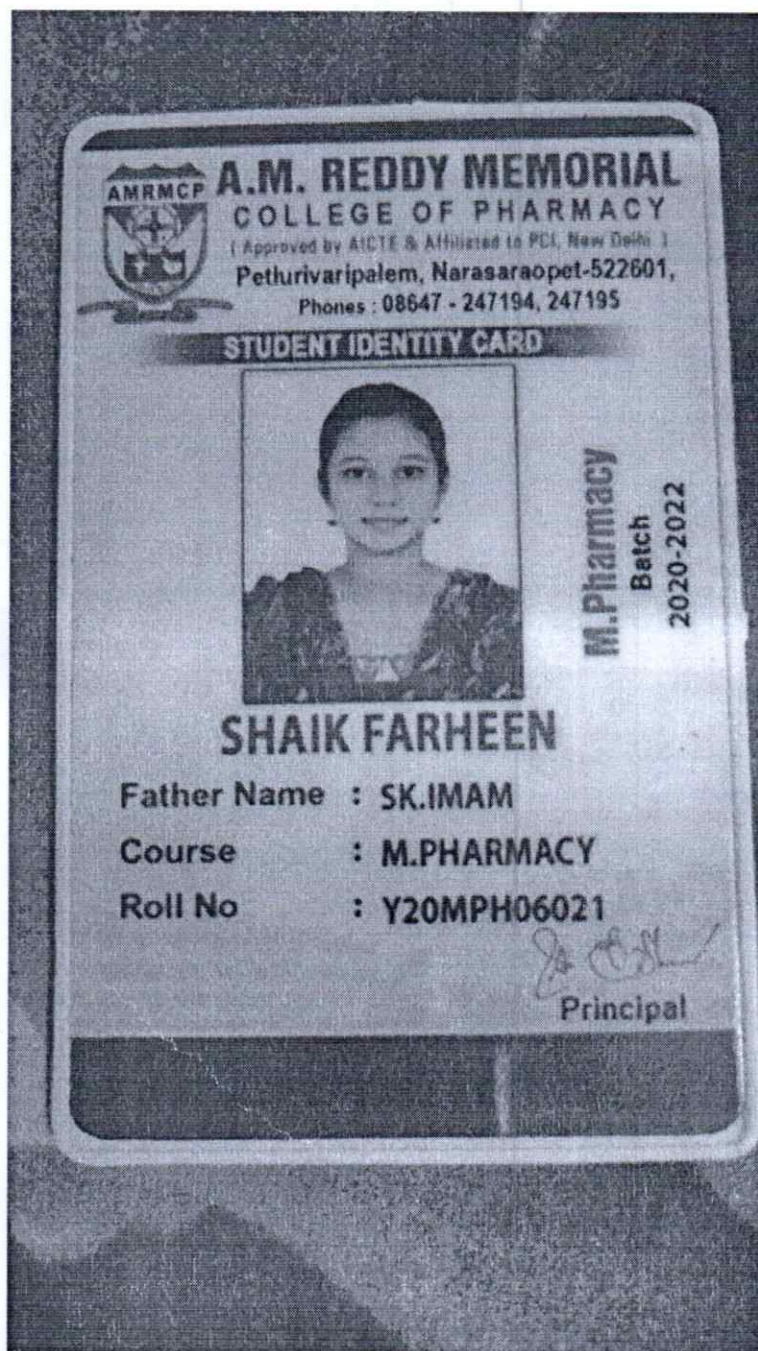 AMRMCP
A.M. REDDY MEMORIAL
COLLEGE OF PHARMACY
( Approved by AICTE & Affiliated to PCI, New Delhi )
Pethurivaripalem, Narasaraopet-522601,
Phones : 08647 - 247194, 247195
STUDENT IDENTITY CARD
M.Pharmacy
Batch
2020-2022
SHAIK FARHEEN
Father Name : SK.IMAM
Course : M.PHARMACY
Roll No : Y20MPH06021
Principal